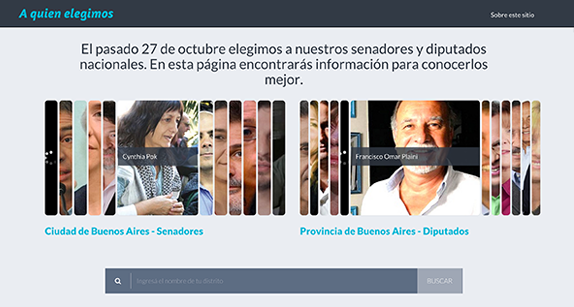 A quien elegimos
Sobre este sitio
El pasado 27 de octubre elegimos a nuestros senadores y diputados
nacionales. En esta página encontrarás información para conocerlos
mejor.
Cynthia Pok
Francisco Omar Plaini
Ciudad de Buenos Aires - Senadores
Provincia de Buenos Aires - Diputados
Ingresá el nombre de tu distrito
BUSCAR